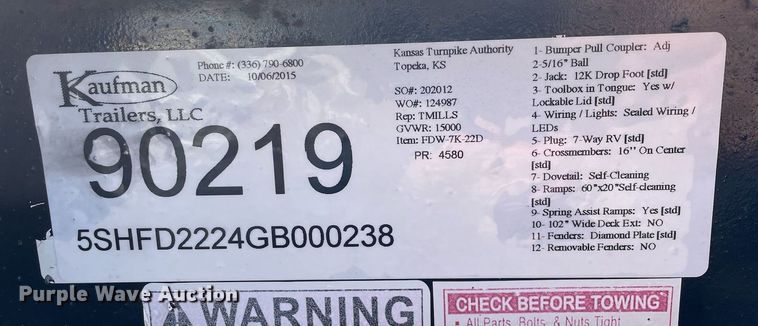 Kaufman
Trailers, LLC
Phone #: (336) 790-6800
DATE: 10/06/2015
90219
5SHFD2224GB000238
Kansas Turnpike Authority
Topeka, KS
SO#: 202012
WO#: 124987
Rep: TMILLS
GVWR: 15000
Item: FDW-7K-22D
PR: 4580
1- Bumper Pull Coupler: Adj
2-5/16" Ball
2- Jack: 12K Drop Foot [std]
3- Toolbox in Tongue: Yes w/
Lockable Lid [std]
4- Wiring / Lights: Sealed Wiring /
LEDs
5- Plug: 7-Way RV [std]
6- Crossmembers: 16" On Center
[std]
7- Dovetail: Self-Cleaning
8- Ramps: 60"x20"Self-cleaning
[std]
9- Spring Assist Ramps: Yes [std]
10- 102" Wide Deck Ext: NO
11- Fenders: Diamond Plate [std]
12- Removable Fenders: NO
Purple Wave Auction
WARNING
CHECK BEFORE TOWING
• All Parts, Bolts, & Nuts Tight